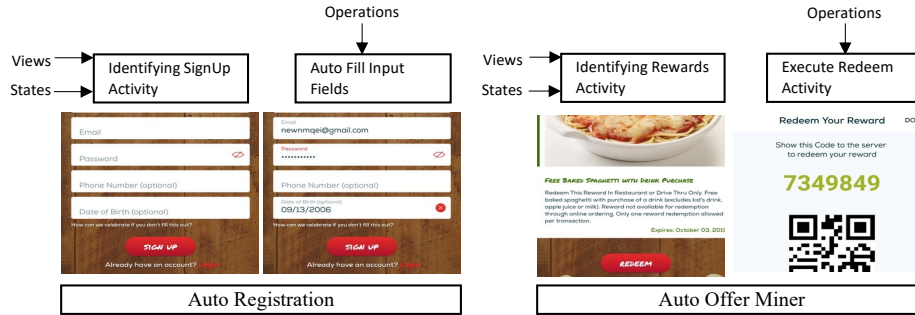 Operations
Operations
Views
States
Identifying SignUp
Activity
Auto Fill Input
Fields
Views
States
Identifying Rewards
Activity
Execute Redeem
Activity
Email
Password
Phone Number (optional)
Date of Birth (optional)
How can we celebrate if you don't fill this out?
SIGN UP
Already have an account? Login
Email
newnmqei@gmail.com
Password
•••••••••••
Phone Number (optional)
Date of Birth (optional)
09/13/2006
How can we celebrate if you don't fill this out?
SIGN UP
Already have an account? Login
FREE BAKED SPAGHETTI WITH DRINK PURCHASE
Redeem This Reward In Restaurant or Drive Thru Only. Free
baked spaghetti with purchase of a drink (excludes kid's drink,
apple juice or milk). Reward not available for redemption
through online ordering. Only one reward redemption allowed
per transaction.
Expires: October 03, 201
REDEEM
Redeem Your Reward
DO
Show this Code to the server
to redeem your reward
7349849
Auto Registration
Auto Offer Miner